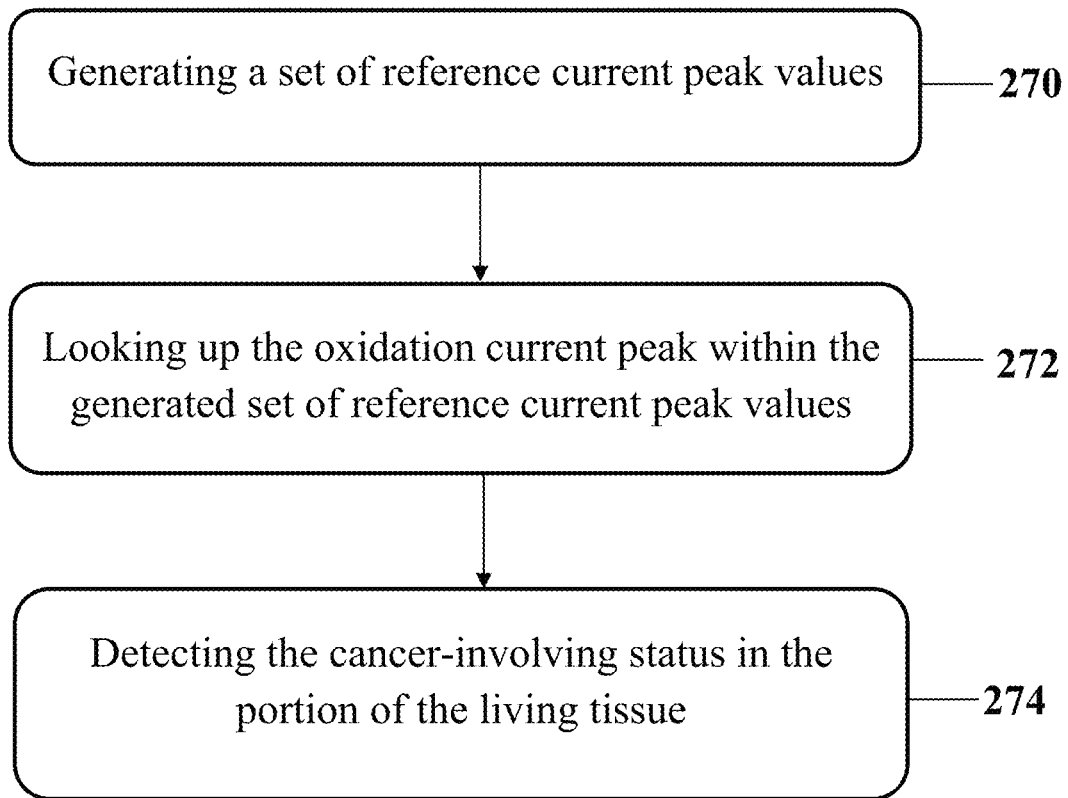 Generating a set of reference current peak values
270
Looking up the oxidation current peak within the
generated set of reference current peak values
272
Detecting the cancer-involving status in the
portion of the living tissue
274